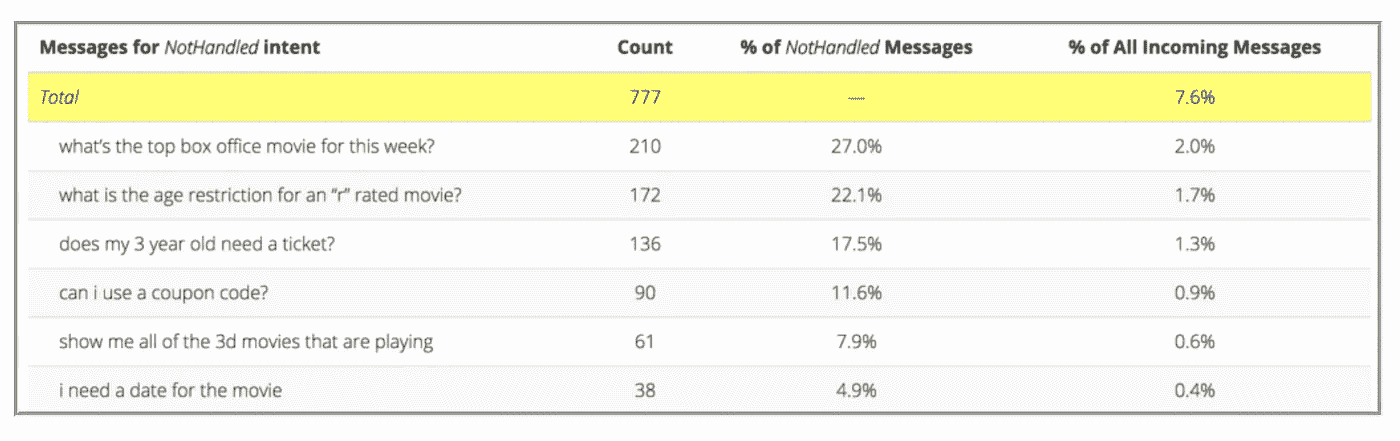 Messages for NotHandled intent Count % of NotHandled Messages % of All Incoming Messages
Total 777 — 7.6%
what's the top box office movie for this week? 210 27.0% 2.0%
what is the age restriction for an "r" rated movie? 172 22.1% 1.7%
does my 3 year old need a ticket? 136 17.5% 1.3%
can i use a coupon code? 90 11.6% 0.9%
show me all of the 3d movies that are playing 61 7.9% 0.6%
i need a date for the movie 38 4.9% 0.4%